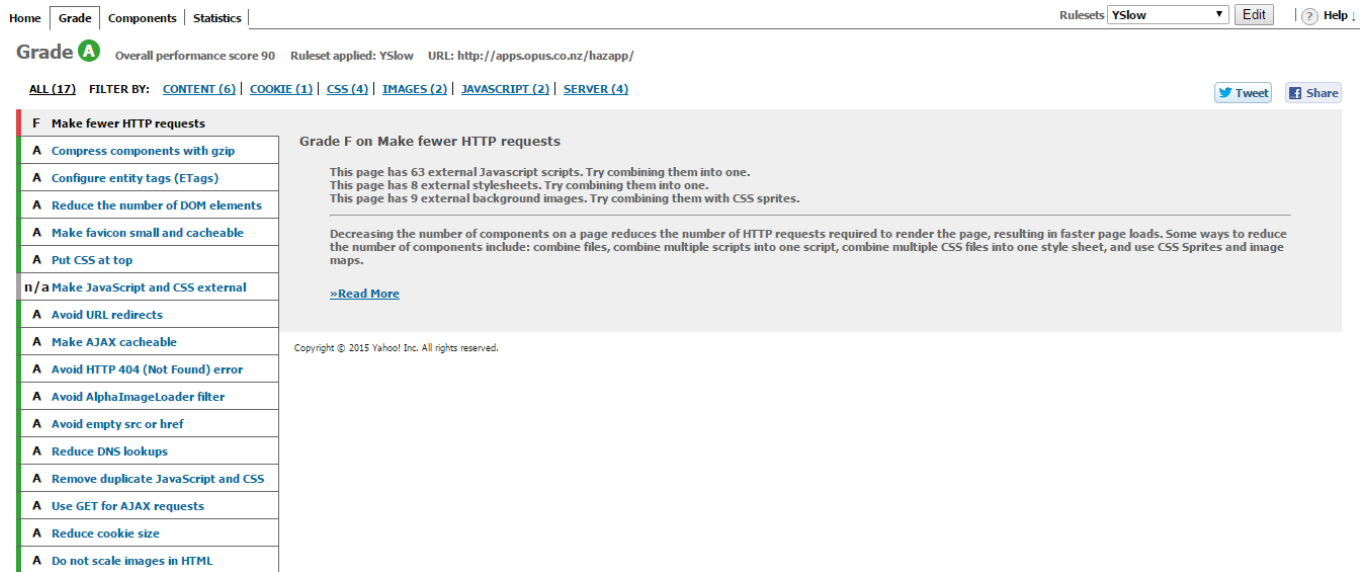 Home Grade Components Statistics Rulesets YSlow Edit ? Help ↓
Grade A Overall performance score 90 Ruleset applied: YSlow URL: http://apps.opus.co.nz/hazapp/
ALL (17) FILTER BY: CONTENT (6) COOKIE (1) CSS (4) IMAGES (2) JAVASCRIPT (2) SERVER (4) Tweet Share
F Make fewer HTTP requests
A Compress components with gzip
A Configure entity tags (ETags)
A Reduce the number of DOM elements
A Make favicon small and cacheable
A Put CSS at top
n/a Make JavaScript and CSS external
A Avoid URL redirects
A Make AJAX cacheable
A Avoid HTTP 404 (Not Found) error
A Avoid AlphaImageLoader filter
A Avoid empty src or href
A Reduce DNS lookups
A Remove duplicate JavaScript and CSS
A Use GET for AJAX requests
A Reduce cookie size
A Do not scale images in HTML
Grade F on Make fewer HTTP requests
This page has 63 external Javascript scripts. Try combining them into one.
This page has 8 external stylesheets. Try combining them into one.
This page has 9 external background images. Try combining them with CSS sprites.
Decreasing the number of components on a page reduces the number of HTTP requests required to render the page, resulting in faster page loads. Some ways to reduce
the number of components include: combine files, combine multiple scripts into one script, combine multiple CSS files into one style sheet, and use CSS Sprites and image
maps.
»Read More
Copyright © 2015 Yahoo! Inc. All rights reserved.